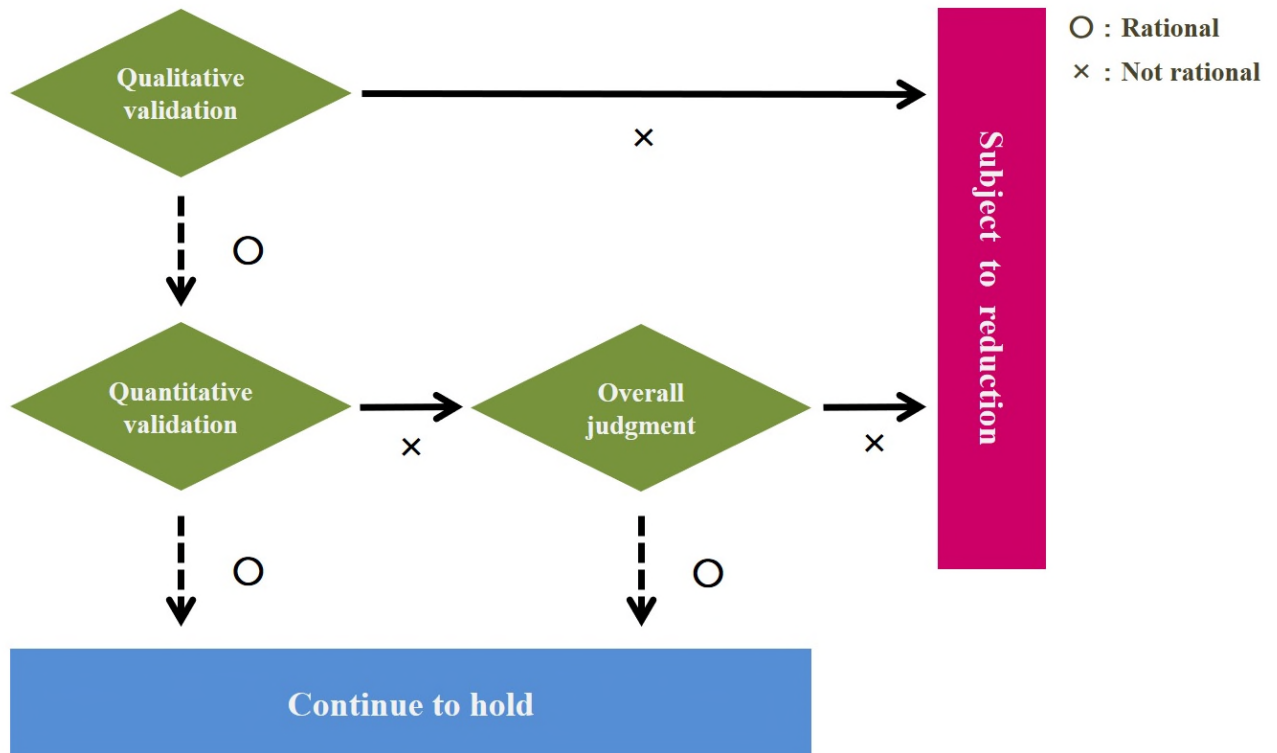 Qualitative
validation
○ : Rational
× : Not rational
×
Subject to reduction
○
Quantitative
validation
Overall
judgment
×
×
○
○
Continue to hold